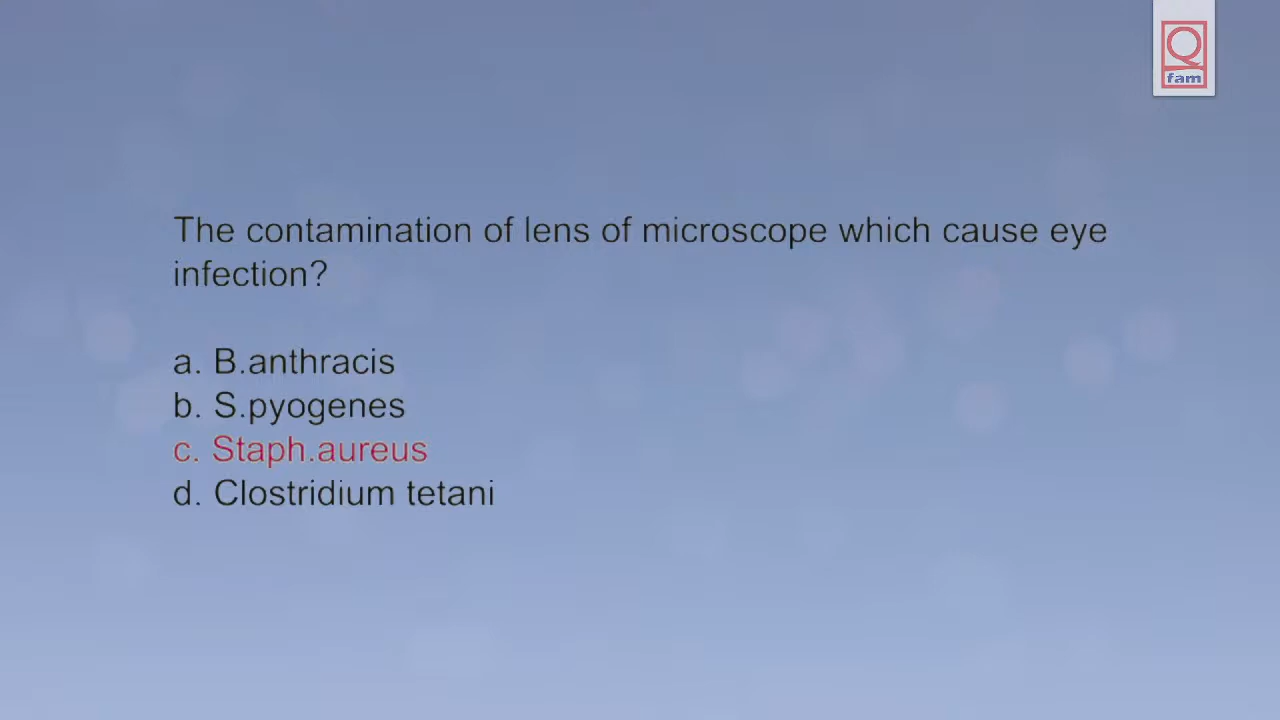 Q
fam
The contamination of lens of microscope which cause eye
infection?
a. B.anthracis
b. S.pyogenes
c. Staph.aureus
d. Clostridium tetani